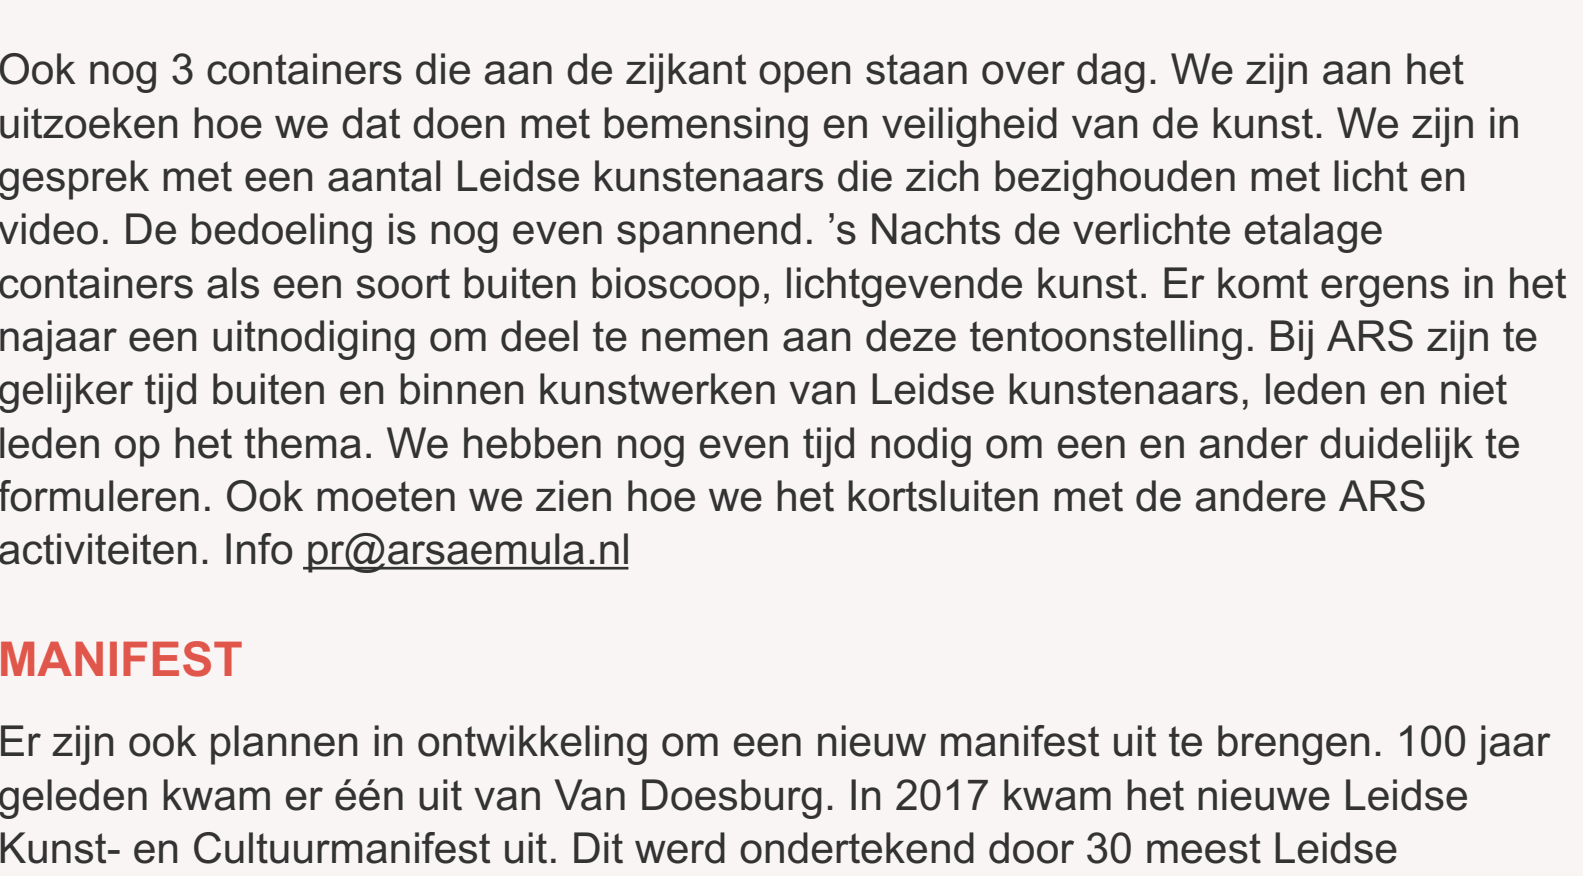 Ook nog 3 containers die aan de zijkant open staan over dag. We zijn aan het
uitzoeken hoe we dat doen met bemensing en veiligheid van de kunst. We zijn in
gesprek met een aantal Leidse kunstenaars die zich bezighouden met licht en
video. De bedoeling is nog even spannend. ’s Nachts de verlichte etalage
containers als een soort buiten bioscoop, lichtgevende kunst. Er komt ergens in het
najaar een uitnodiging om deel te nemen aan deze tentoonstelling. Bij ARS zijn te
gelijker tijd buiten en binnen kunstwerken van Leidse kunstenaars, leden en niet
leden op het thema. We hebben nog even tijd nodig om een en ander duidelijk te
formuleren. Ook moeten we zien hoe we het kortsluiten met de andere ARS
activiteiten. Info pr@arsaemula.nl
MANIFEST
Er zijn ook plannen in ontwikkeling om een nieuw manifest uit te brengen. 100 jaar
geleden kwam er één uit van Van Doesburg. In 2017 kwam het nieuwe Leidse
Kunst- en Cultuurmanifest uit. Dit werd ondertekend door 30 meest Leidse